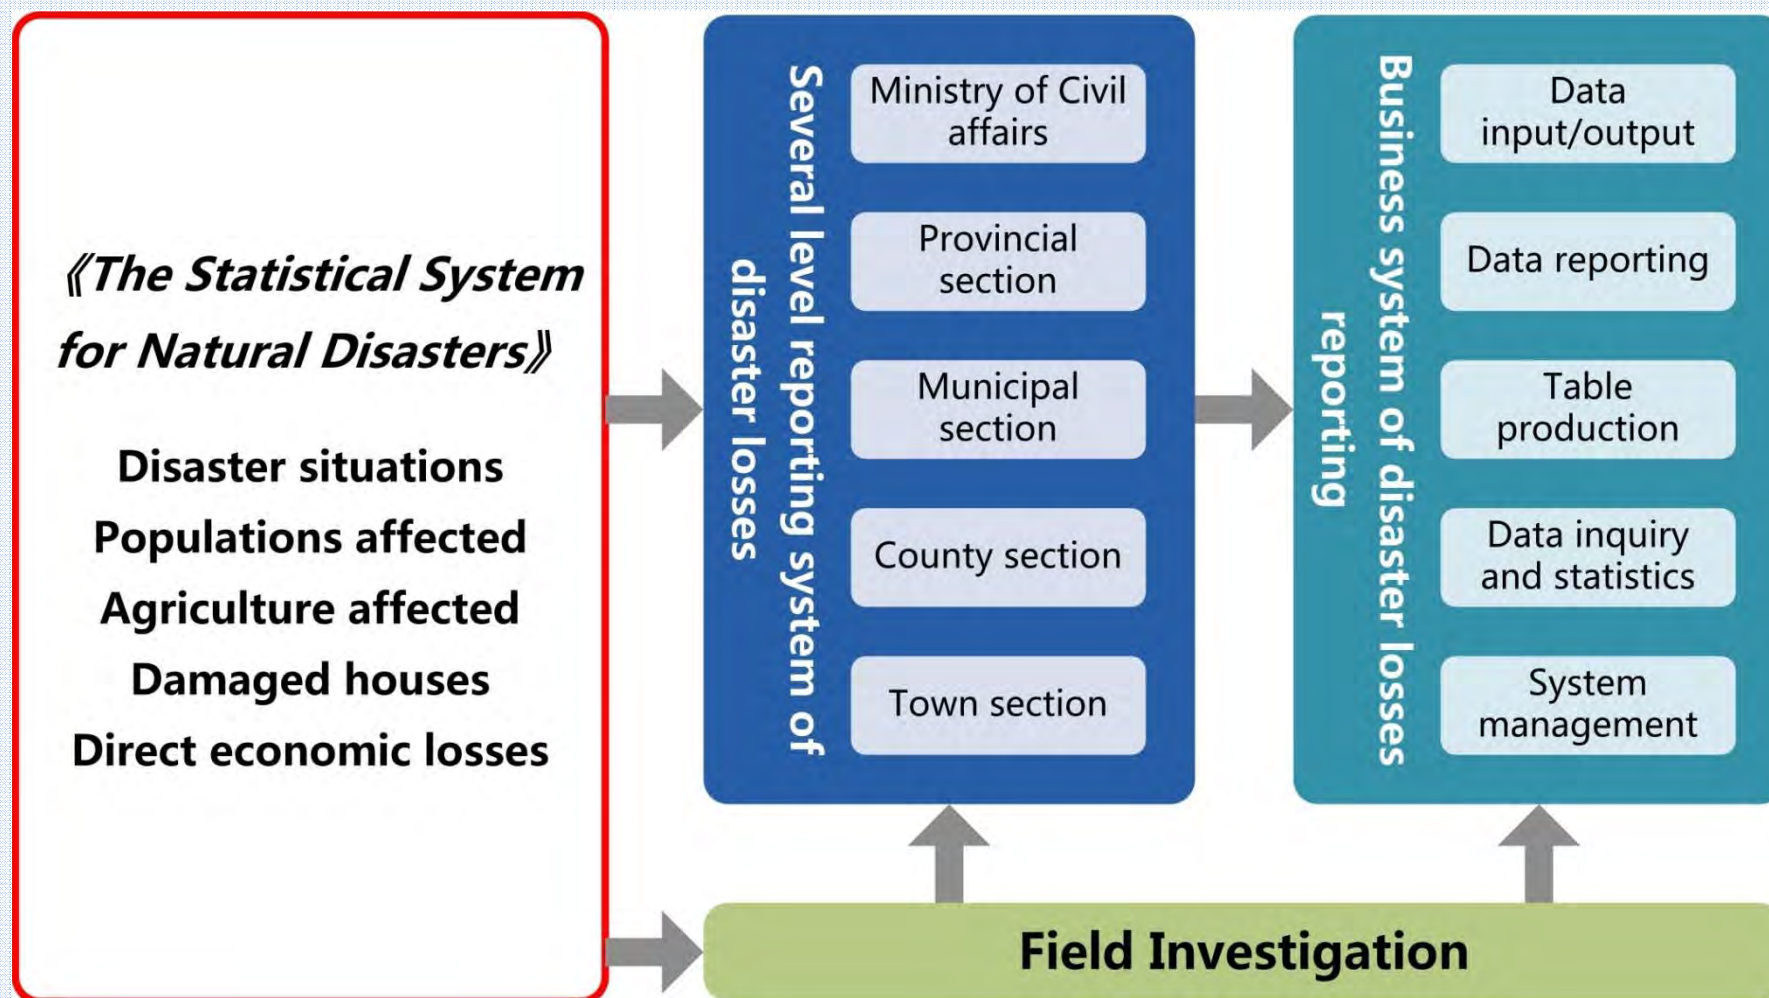 《The Statistical System
for Natural Disasters》
Disaster situations
Populations affected
Agriculture affected
Damaged houses
Direct economic losses
Several level reporting system of
disaster losses
Ministry of Civil
affairs
Provincial
section
Municipal
section
County section
Town section
Business system of disaster losses
reporting
Data
input/output
Data reporting
Table
production
Data inquiry
and statistics
System
management
Field Investigation